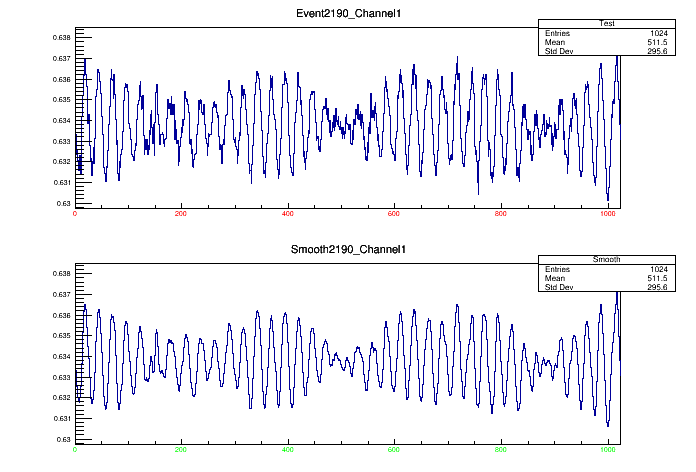 Event2190_Channel1
Test
Entries 1024
Mean 511.5
Std Dev 295.6
0.638
0.637
0.636
0.635
0.634
0.633
0.632
0.631
0.63
0 200 400 600 800 1000
Smooth2190_Channel1
Smooth
Entries 1024
Mean 511.5
Std Dev 295.6
0.638
0.637
0.636
0.635
0.634
0.633
0.632
0.631
0.63
0 200 400 600 800 1000